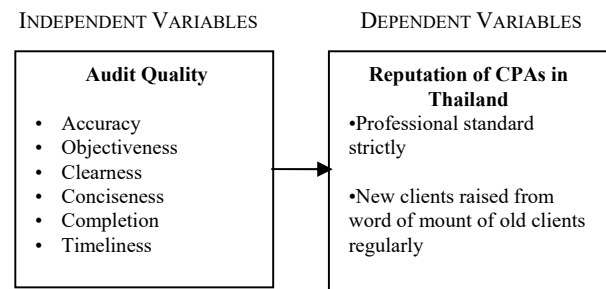 INDEPENDENT VARIABLES
DEPENDENT VARIABLES
Audit Quality
• Accuracy
• Objectiveness
• Clearness
• Conciseness
• Completion
• Timeliness
Reputation of CPAs in
Thailand
•Professional standard
strictly
•New clients raised from
word of mount of old clients
regularly